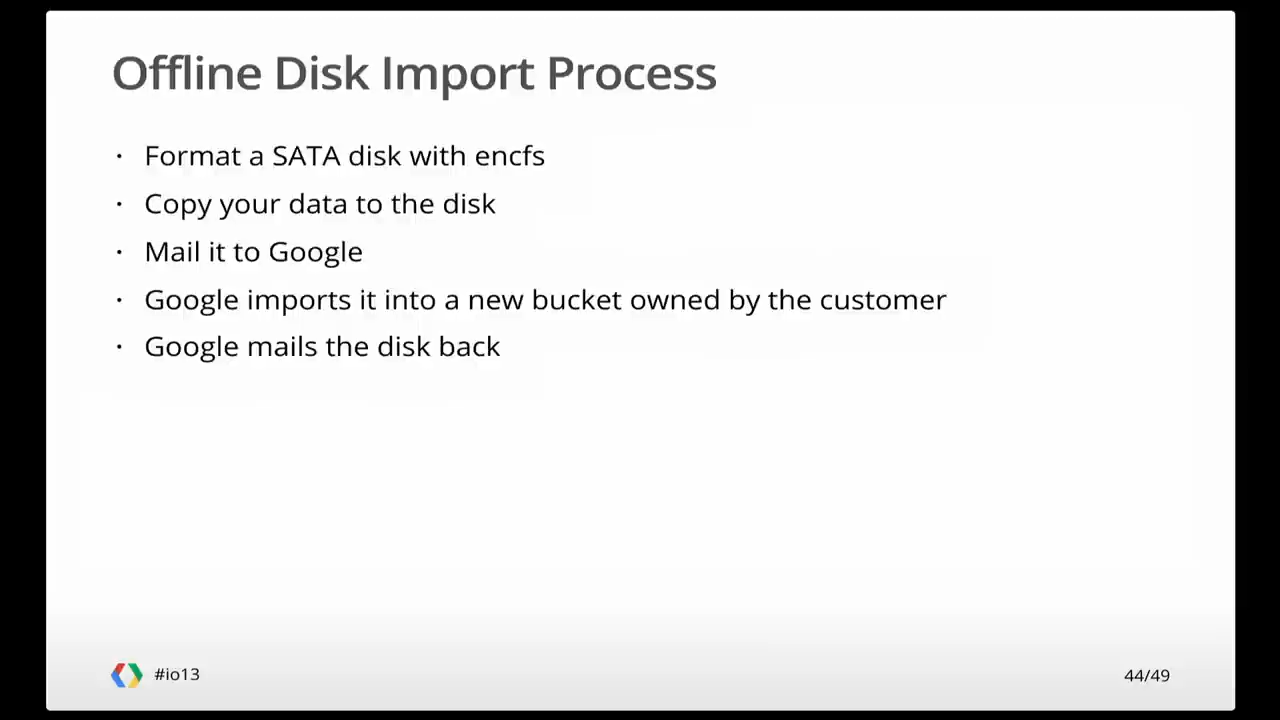 Offline Disk Import Process
· Format a SATA disk with encfs
· Copy your data to the disk
· Mail it to Google
· Google imports it into a new bucket owned by the customer
· Google mails the disk back
#io13
44/49